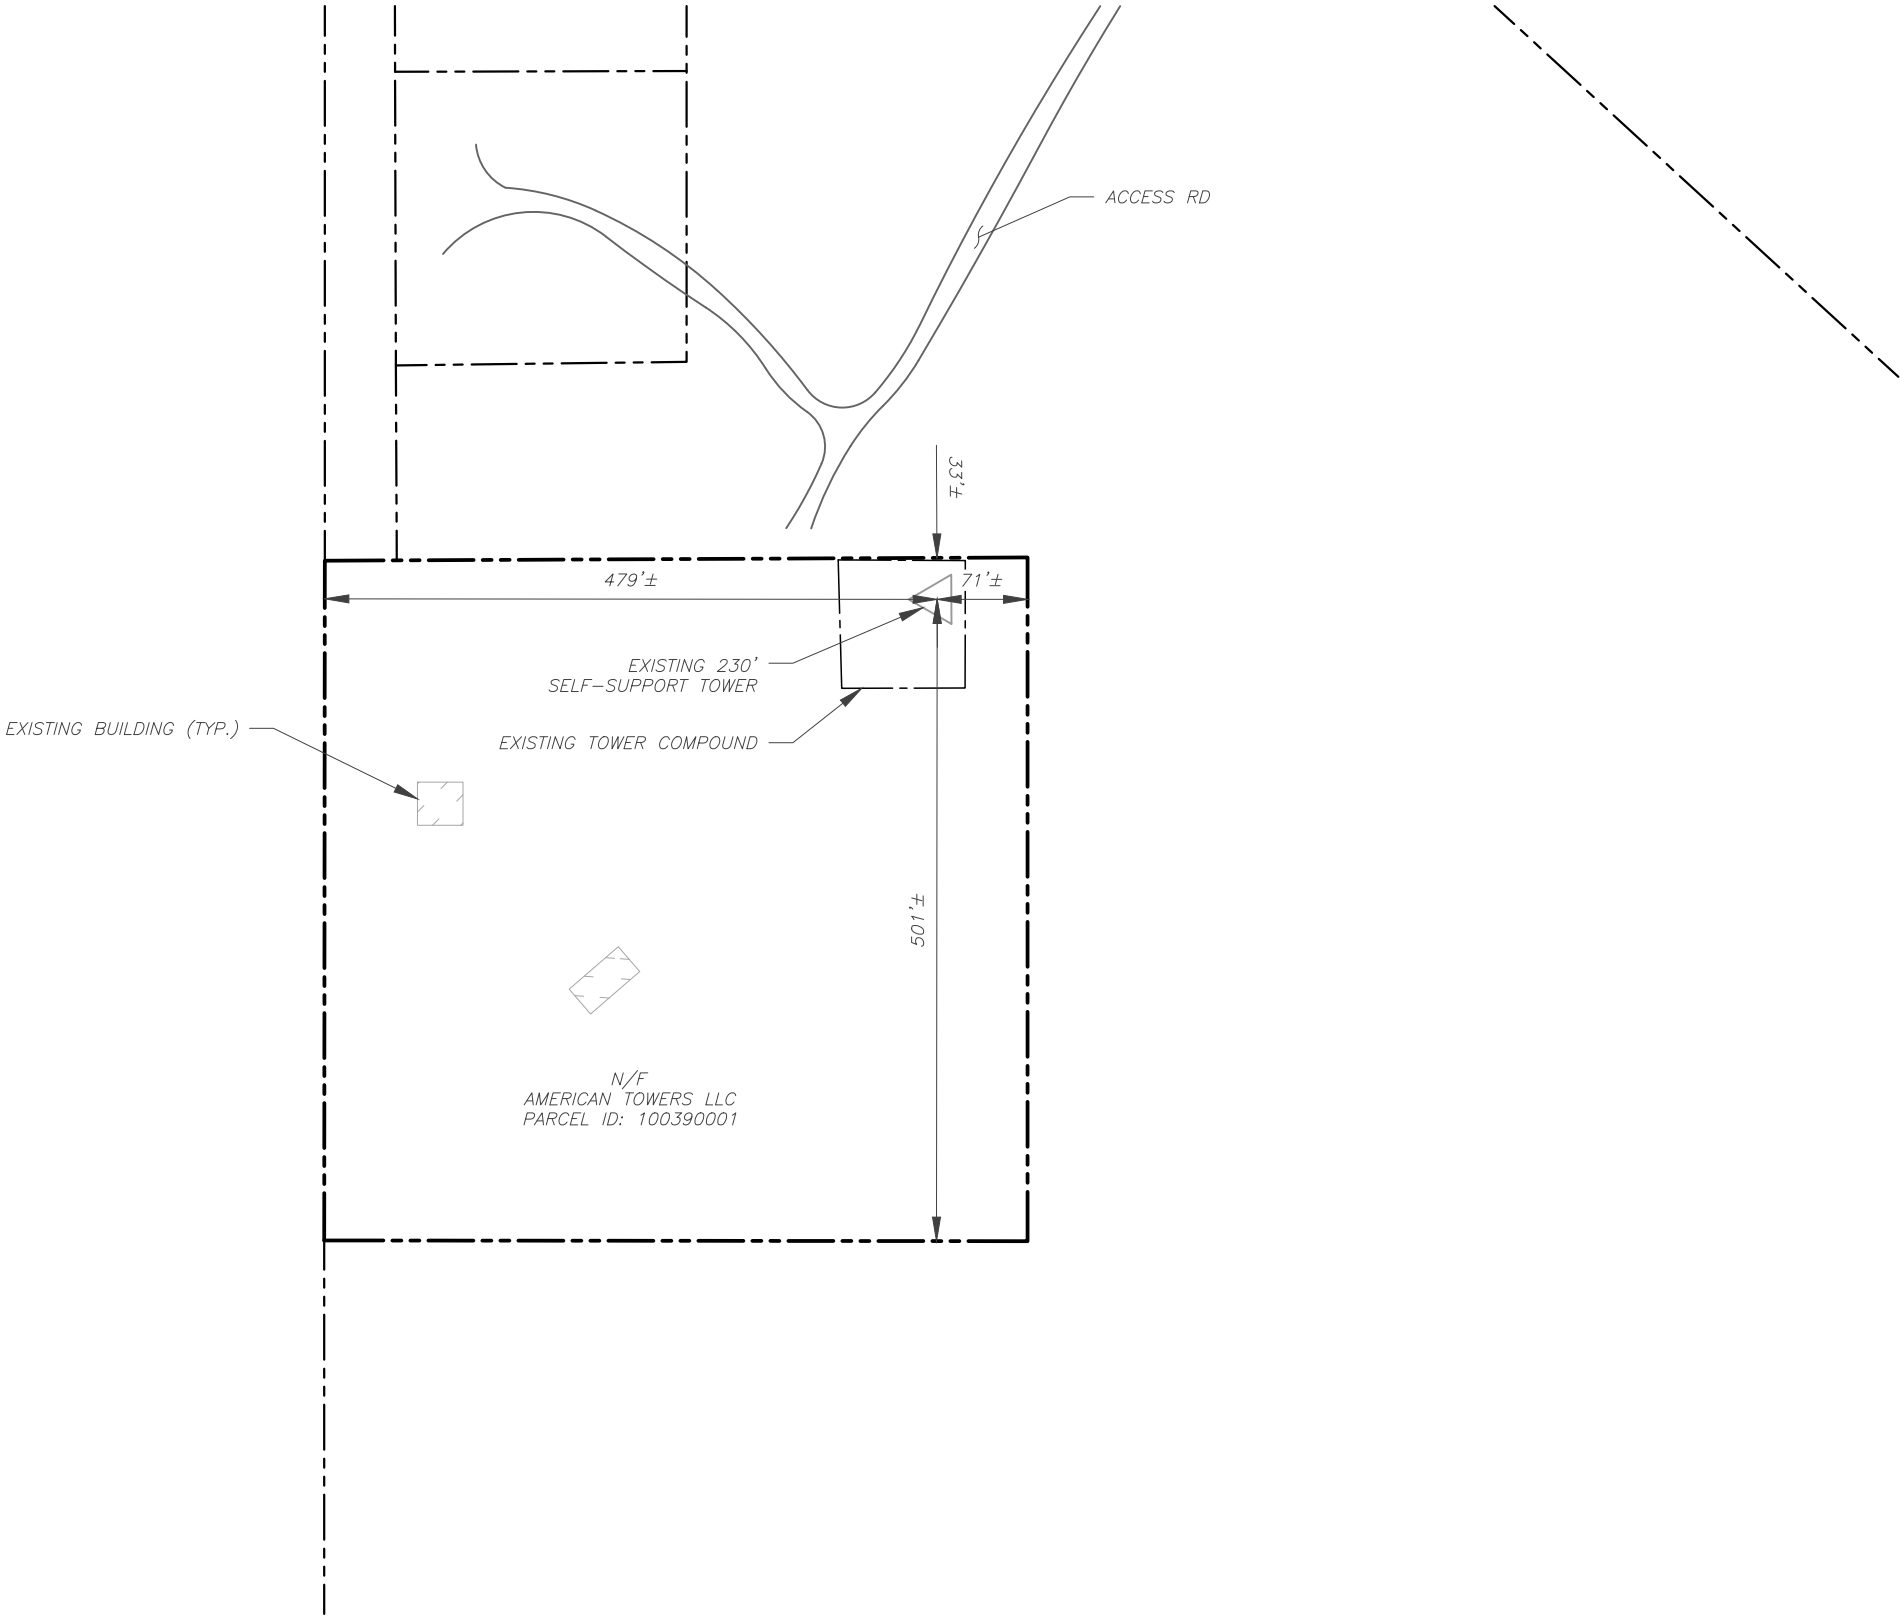 ACCESS RD
33'±
479'±
71'±
EXISTING 230'
SELF-SUPPORT TOWER
EXISTING BUILDING (TYP.)
EXISTING TOWER COMPOUND
501'±
N/F
AMERICAN TOWERS LLC
PARCEL ID: 100390001